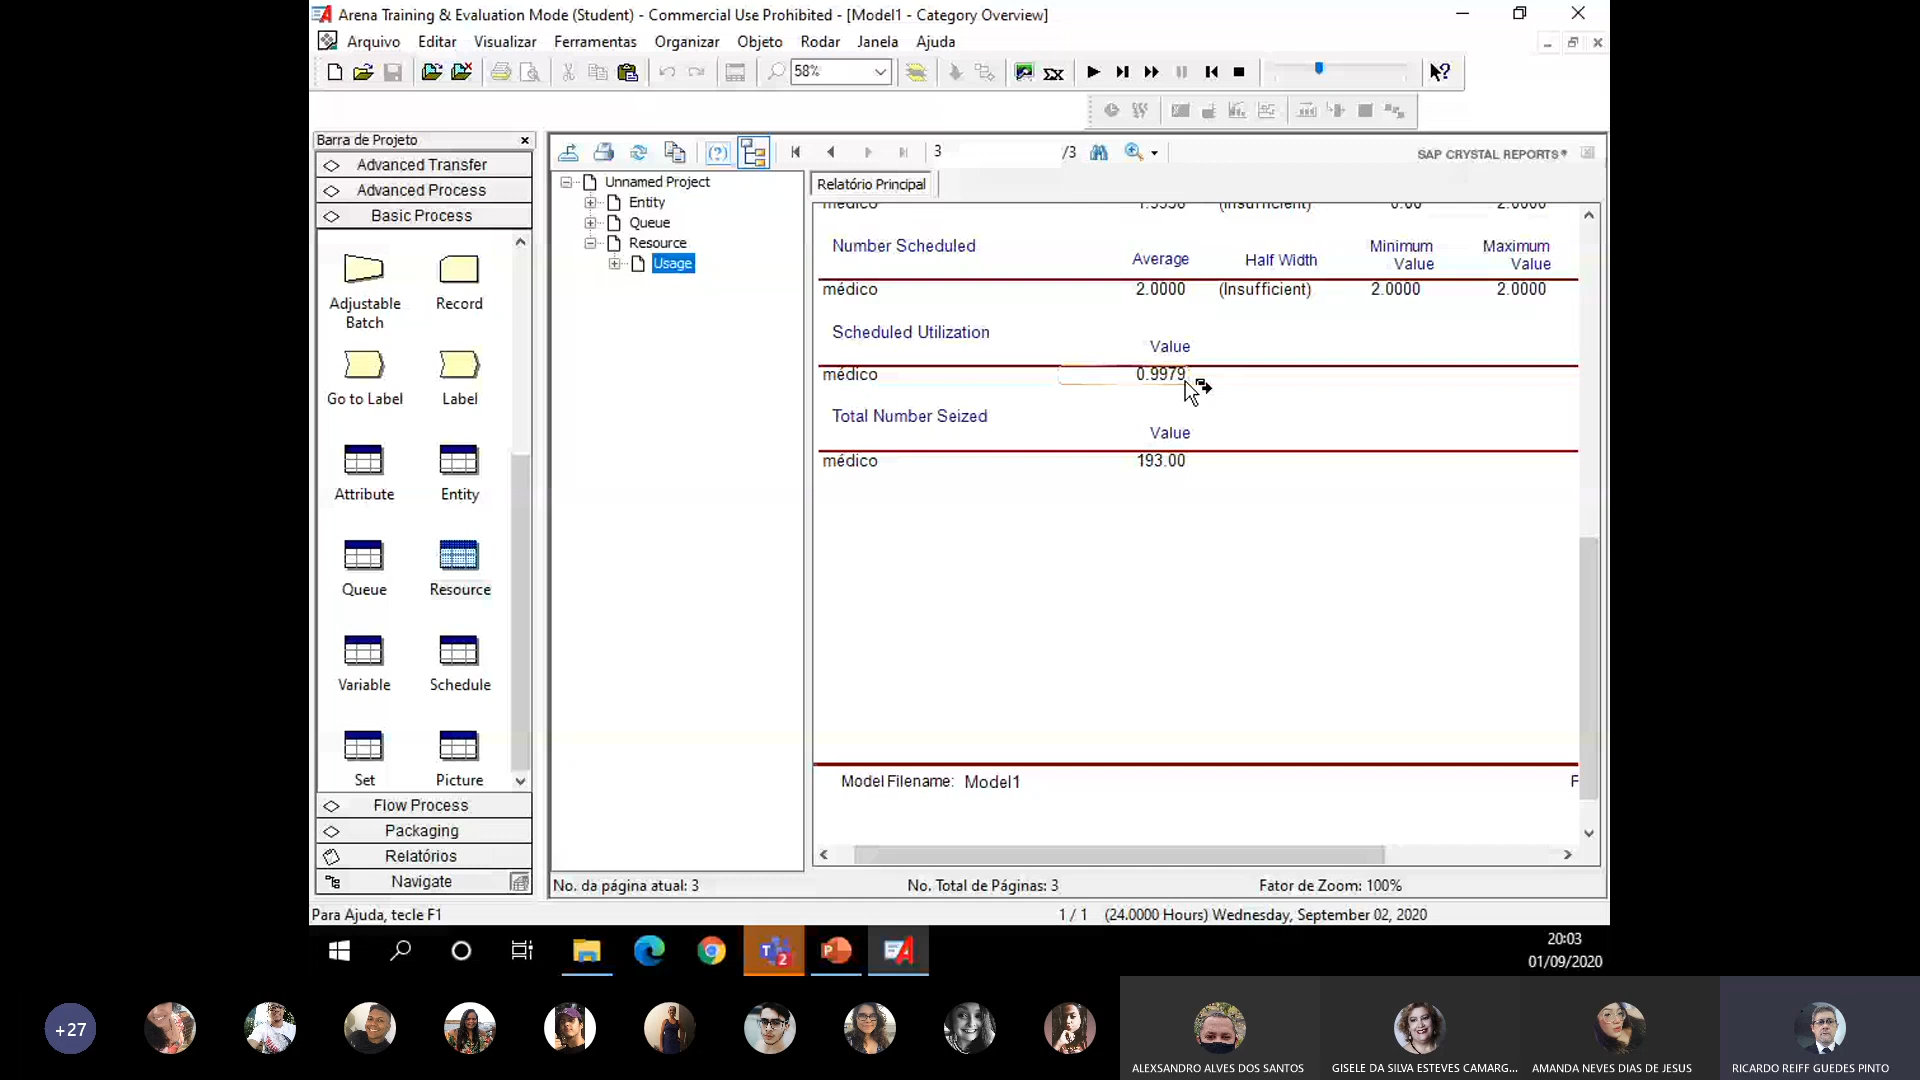 Arena Training & Evaluation Mode (Student) - Commercial Use Prohibited - [Model1 - Category Overview]
Arquivo Editar Visualizar Ferramentas Organizar Objeto Rodar Janela Ajuda
58%
Barra de Projeto
Advanced Transfer
Advanced Process
Basic Process
Adjustable Batch
Record
Go to Label
Label
Attribute
Entity
Queue
Resource
Variable
Schedule
Set
Picture
Flow Process
Packaging
Relatórios
Navigate
3 /3
SAP CRYSTAL REPORTS®
Unnamed Project
Entity
Queue
Resource
Usage
Relatório Principal
médico (Insufficient) 0.00 2.0000
Number Scheduled Average Half Width Minimum Value Maximum Value
médico 2.0000 (Insufficient) 2.0000 2.0000
Scheduled Utilization Value
médico 0.9979
Total Number Seized Value
médico 193.00
Model Filename: Model1 F
No. da página atual: 3 No. Total de Páginas: 3 Fator de Zoom: 100%
Para Ajuda, tecle F1 1 / 1 (24.0000 Hours) Wednesday, September 02, 2020
20:03
01/09/2020
+27
ALEXSANDRO ALVES DOS SANTOS
GISELE DA SILVA ESTEVES CAMARG...
AMANDA NEVES DIAS DE JESUS
RICARDO REIFF GUEDES PINTO